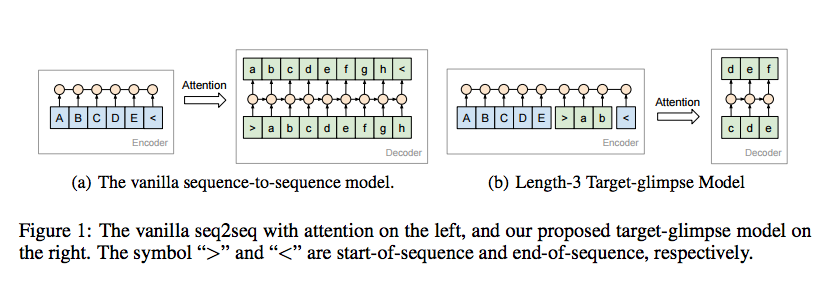 a b c d e f g h <
Attention
A B C D E <
Encoder
> a b c d e f g h
Decoder
(a) The vanilla sequence-to-sequence model.
d e f
Attention
A B C D E > a b <
Encoder
c d e
Decoder
(b) Length-3 Target-glimpse Model
Figure 1: The vanilla seq2seq with attention on the left, and our proposed target-glimpse model on
the right. The symbol “>” and “<” are start-of-sequence and end-of-sequence, respectively.